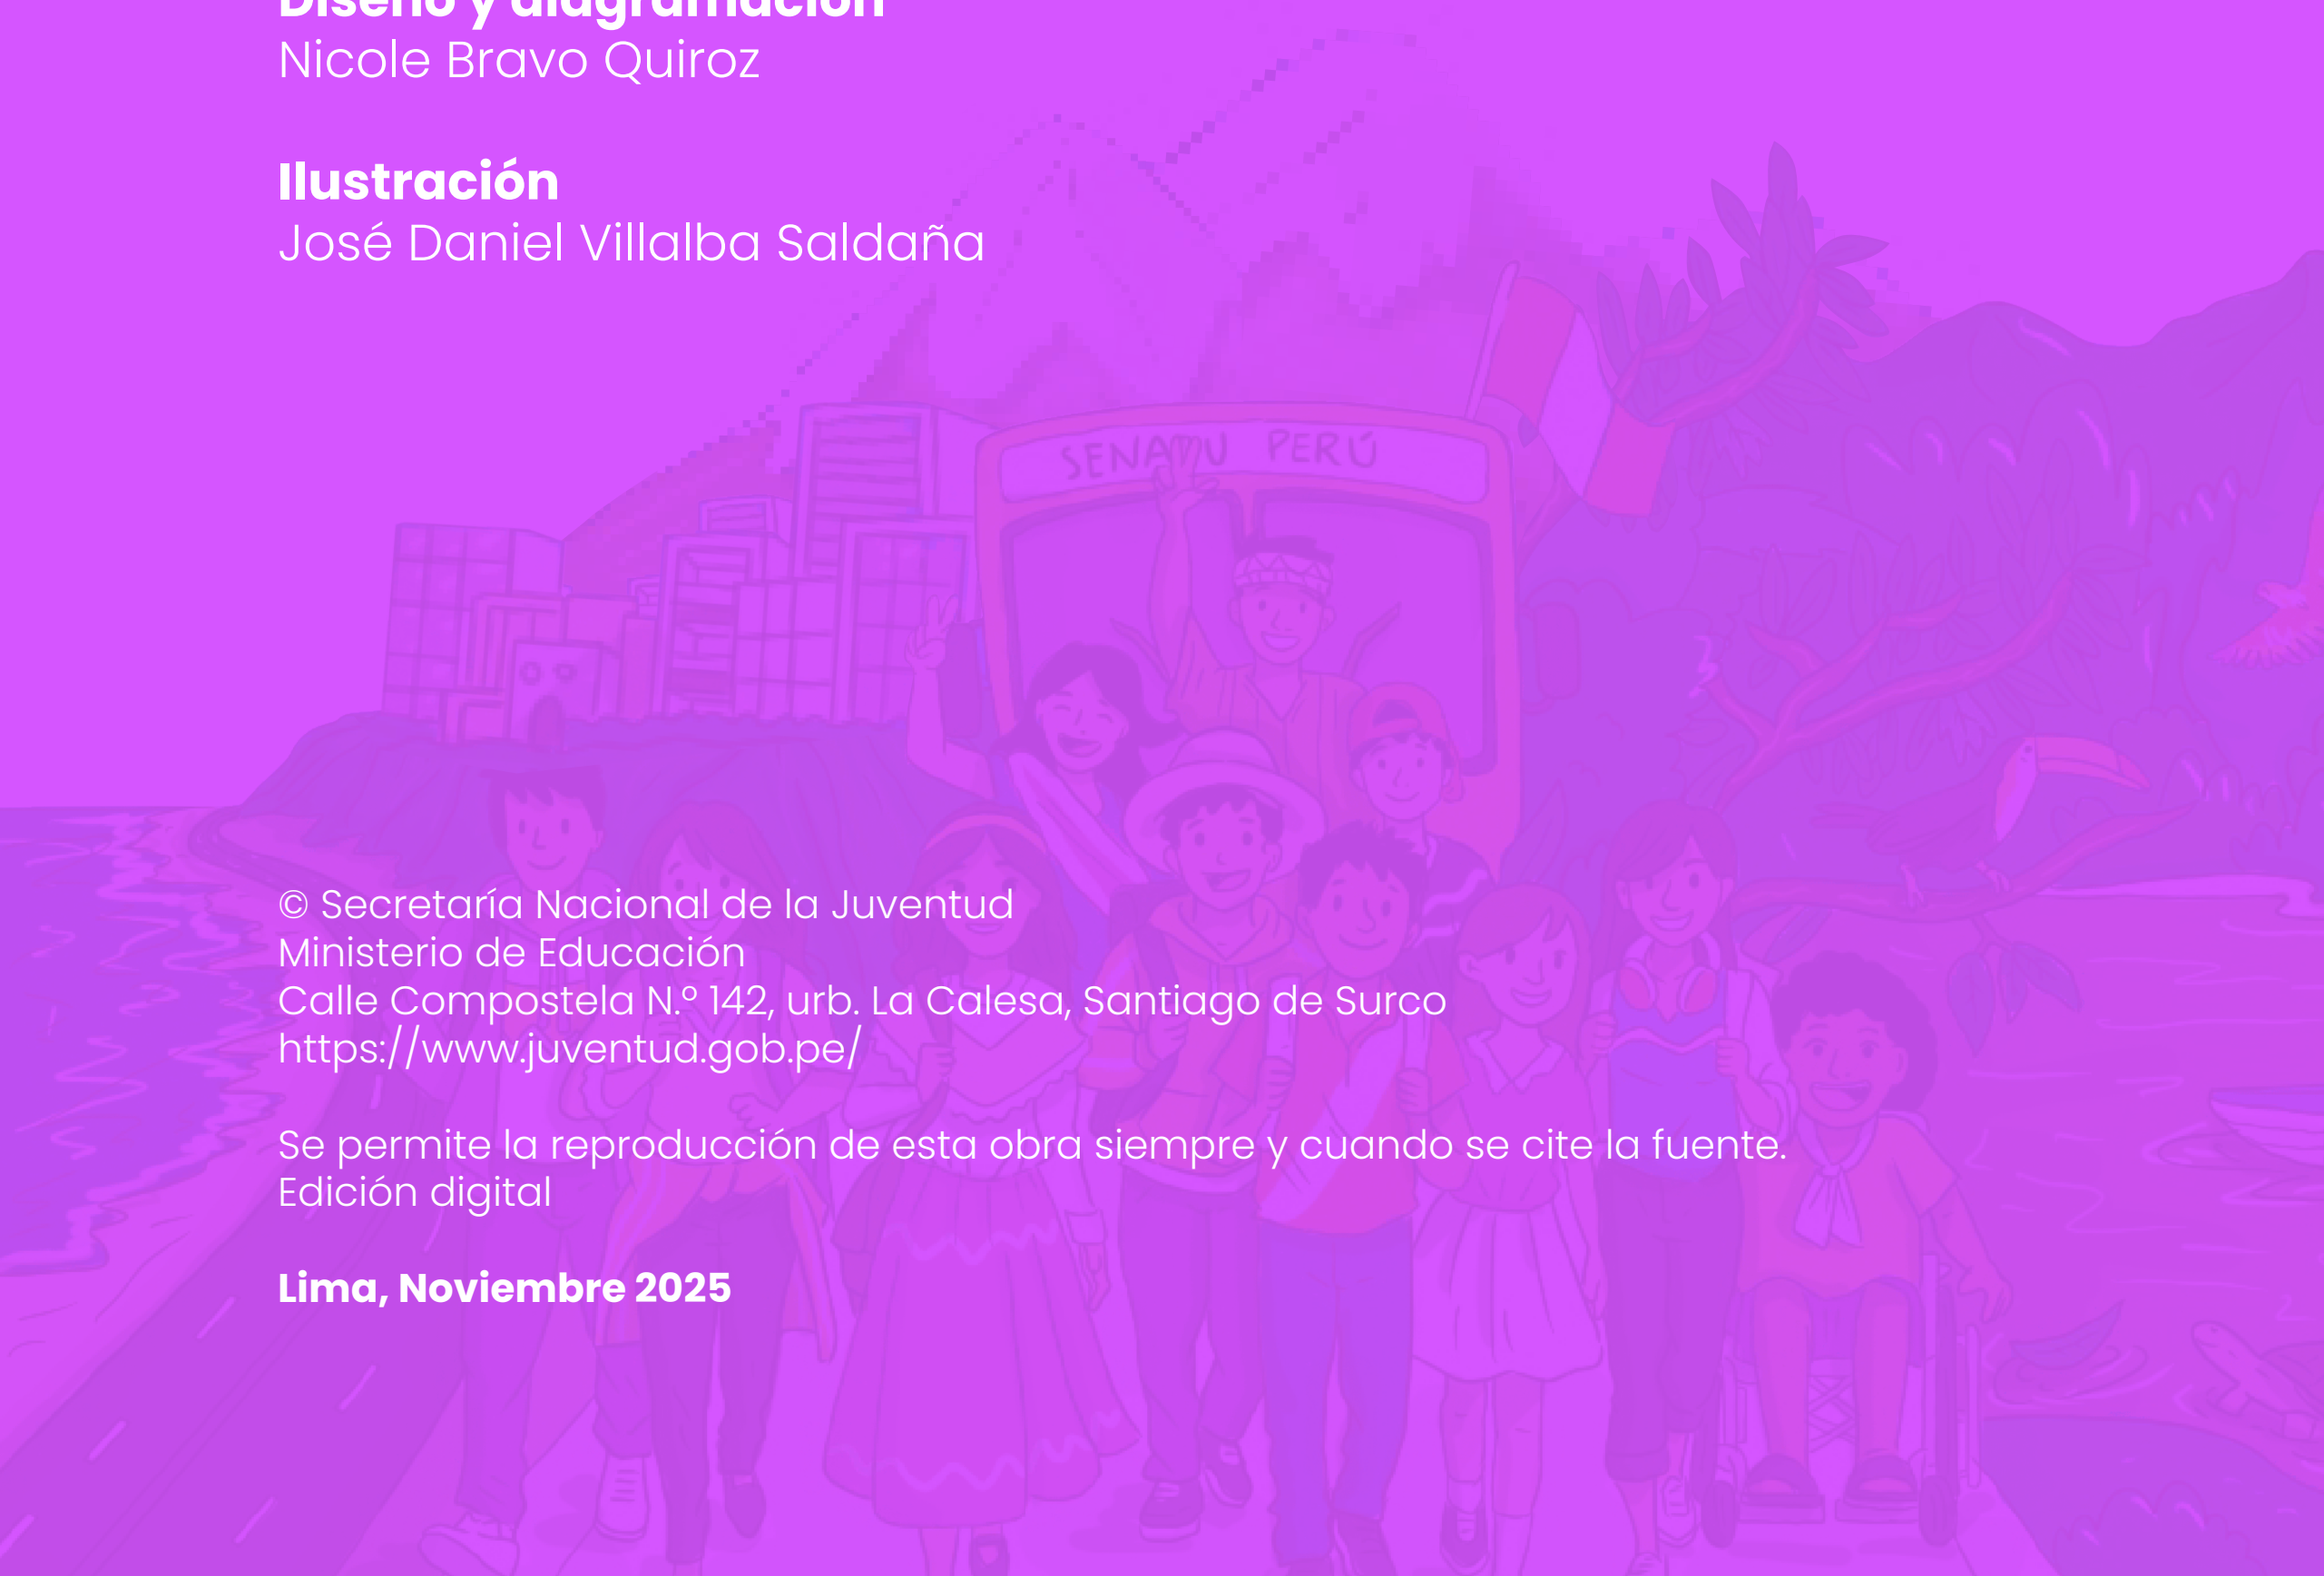 Diseño y diagramación
Nicole Bravo Quiroz
Ilustración
José Daniel Villalba Saldaña
SENAJU PERÚ
© Secretaría Nacional de la Juventud
Ministerio de Educación
Calle Compostela N.º 142, urb. La Calesa, Santiago de Surco
https://www.juventud.gob.pe/
Se permite la reproducción de esta obra siempre y cuando se cite la fuente.
Edición digital
Lima, Noviembre 2025